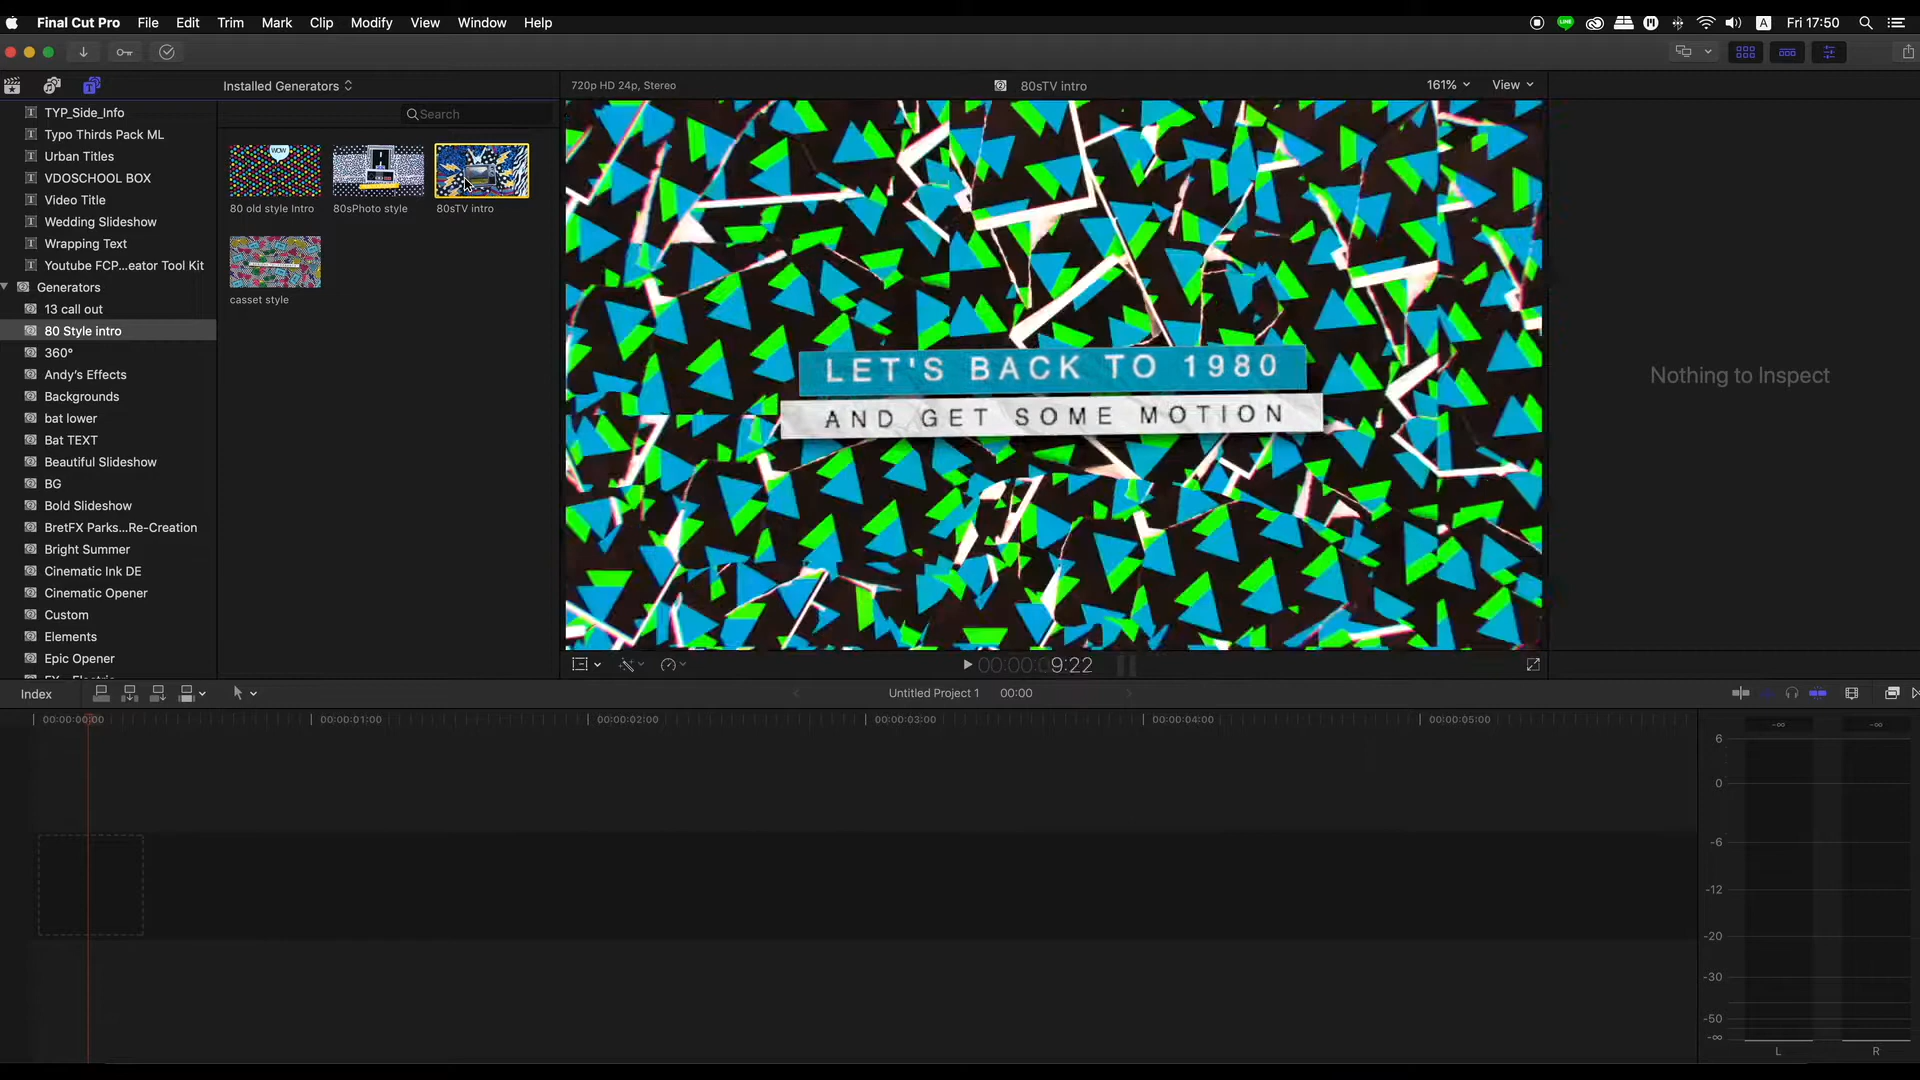 Final Cut Pro File Edit Trim Mark Clip Modify View Window Help
A Fri 17:50
Installed Generators
720p HD 24p, Stereo
80sTV intro
161%
View
Search
TYP_Side_Info
Typo Thirds Pack ML
Urban Titles
VDOSCHOOL BOX
Video Title
Wedding Slideshow
Wrapping Text
Youtube FCP...eator Tool Kit
Generators
13 call out
80 Style intro
360°
Andy's Effects
Backgrounds
bat lower
Bat TEXT
Beautiful Slideshow
BG
Bold Slideshow
BretFX Parks...Re-Creation
Bright Summer
Cinematic Ink DE
Cinematic Opener
Custom
Elements
Epic Opener
WOW
80 old style Intro
80sPhoto style
80sTV intro
casset style
LET'S BACK TO 1980
AND GET SOME MOTION
Nothing to Inspect
00:00:0 9:22
Index
Untitled Project 1
00:00
00:00:00:00
00:00:01:00
00:00:02:00
00:00:03:00
00:00:04:00
00:00:05:00
-∞ -∞
6
0
-6
-12
-20
-30
-50
-∞
L R